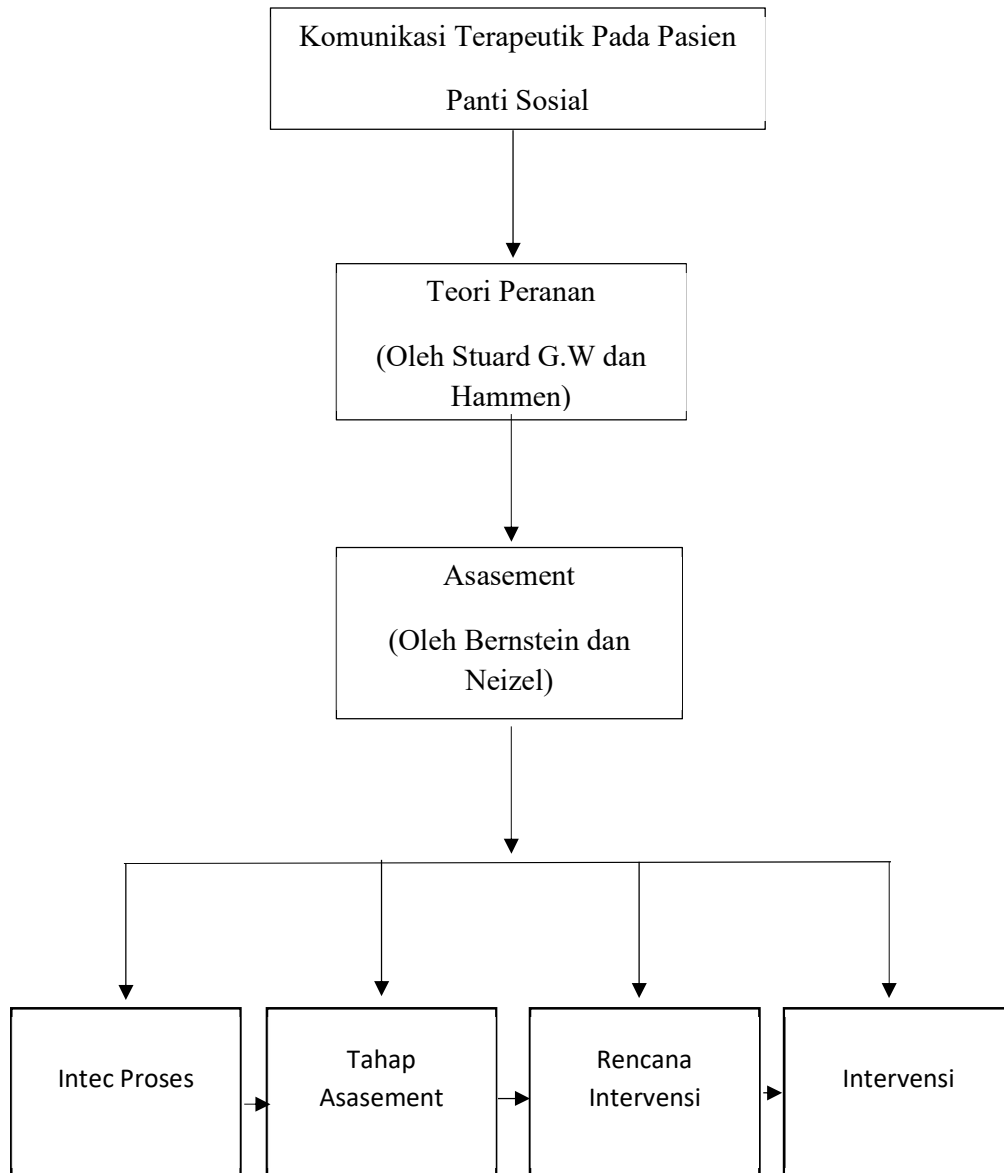 Komunikasi Terapeutik Pada Pasien
Panti Sosial
Teori Peranan
(Oleh Stuard G.W dan
Hammen)
Asasement
(Oleh Bernstein dan
Neizel)
Intec Proses
Tahap
Asasement
Rencana
Intervensi
Intervensi